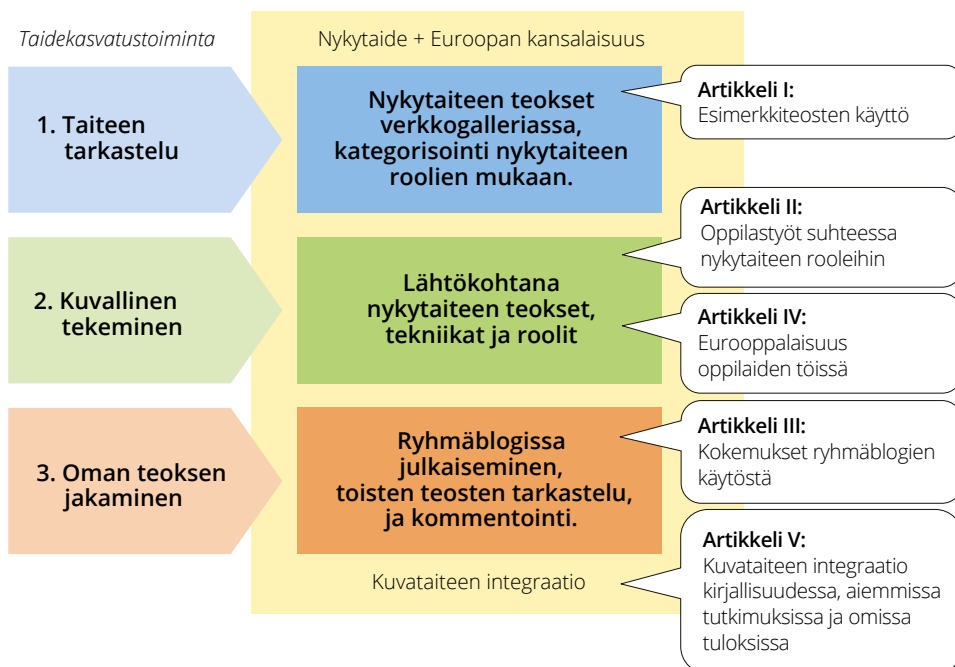 Taidekasvatustoiminta
Nykytaide + Euroopan kansalaisuus
1. Taiteen
tarkastelu
Nykytaiteen teokset
verkkogalleriassa,
kategorisointi nykytaiteen
roolien mukaan.
Artikkeli I:
Esimerkkiteosten käyttö
2. Kuvallinen
tekeminen
Lähtökohtana
nykytaiteen teokset,
tekniikat ja roolit
Artikkeli II:
Oppilastyöt suhteessa
nykytaiteen rooleihin
Artikkeli IV:
Eurooppalaisuus
oppilaiden töissä
3. Oman teoksen
jakaminen
Ryhmäblogissa
julkaiseminen,
toisten teosten tarkastelu,
ja kommentointi.
Artikkeli III:
Kokemukset ryhmäblogien
käytöstä
Kuvataiteen integraatio
Artikkeli V:
Kuvataiteen integraatio
kirjallisuudessa, aiemmissa
tutkimuksissa ja omissa
tuloksissa